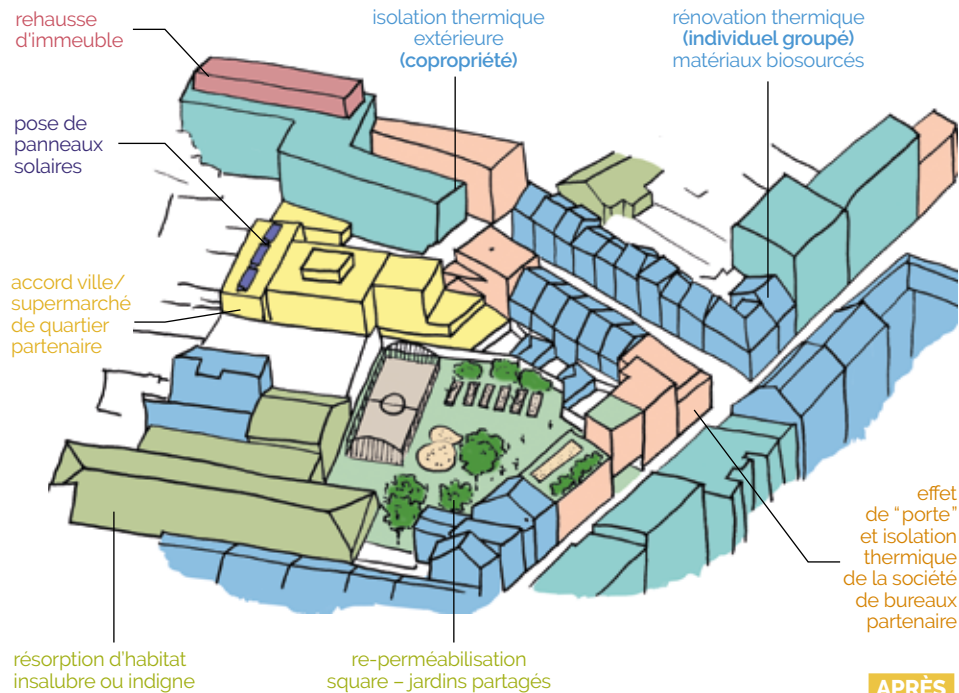 rehausse
d'immeuble
isolation thermique
extérieure
(copropriété)
rénovation thermique
(individuel groupé)
matériaux biosourcés
pose de
panneaux
solaires
accord ville/
supermarché
de quartier
partenaire
effet
de "porte"
et isolation
thermique
de la société
de bureaux
partenaire
résorption d'habitat
insalubre ou indigne
re-perméabilisation
square – jardins partagés
APRÈS